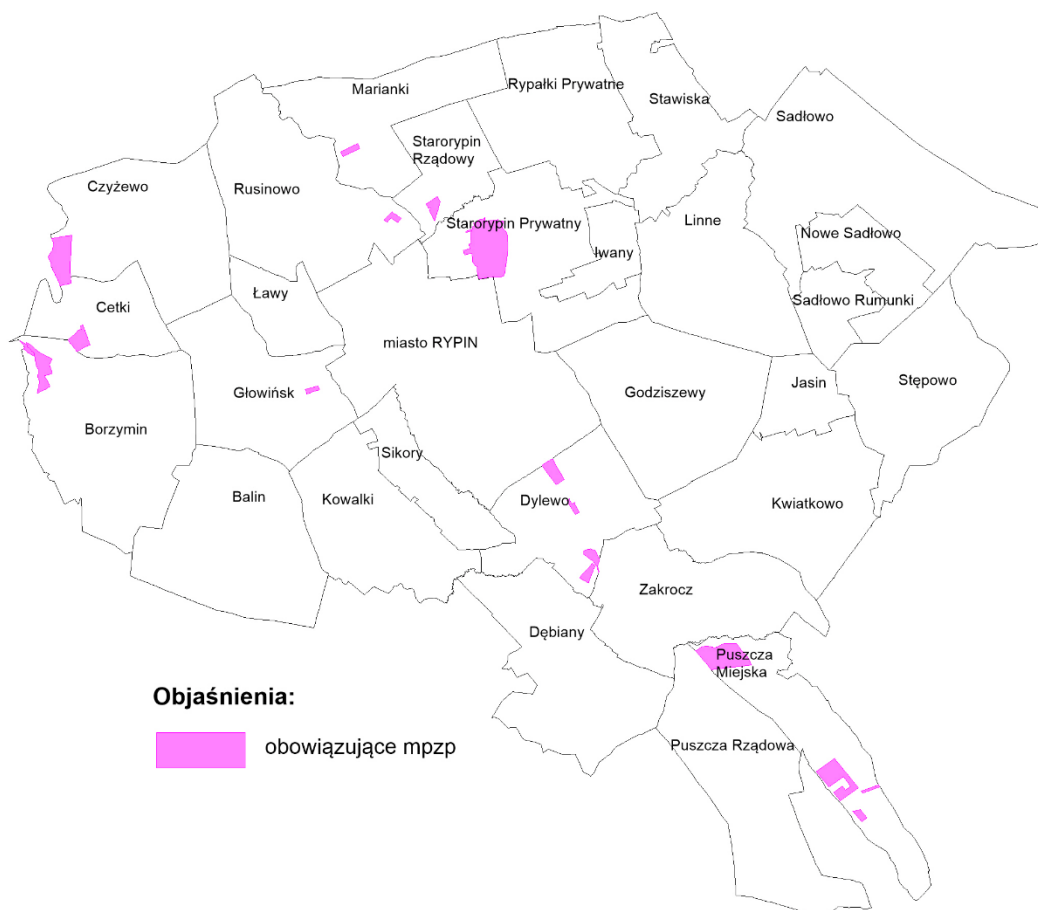 Marianki
Rypałki Prywatne
Stawiska
Sadłowo
Starorypin
Rządowy
Czyżewo
Rusinowo
Starorypin Prywatny
Linne
Nowe Sadłowo
Iwany
Cetki
Ławy
Sadłowo Rumunki
miasto RYPIN
Głowińsk
Godziszewy
Jasin
Stępowo
Borzymin
Sikory
Balin
Kowalki
Dylewo
Kwiatkowo
Zakrocz
Dębiany
Puszcza
Miejska
Puszcza Rządowa
Objaśnienia:
obowiązujące mpzp